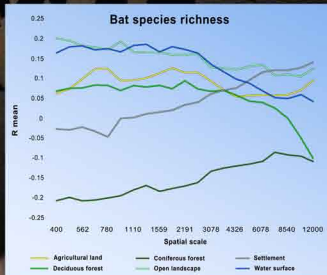 Bat species richness
R mean
0.25
0.2
0.15
0.1
0.05
0
-0.05
-0.1
-0.15
-0.2
-0.25
400 562 780 1110 1559 2191 3078 4326 6078 8540 12000
Spatial scale
Agricultural land Coniferous forest Settlement
Deciduous forest Open landscape Water surface